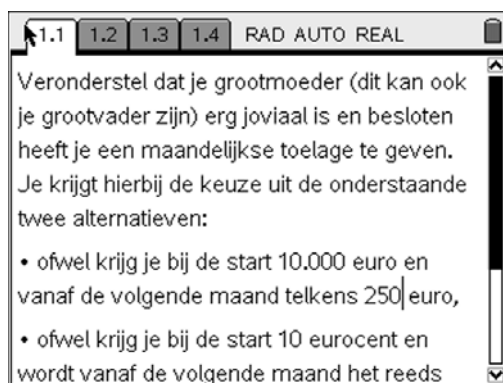 1.1 1.2 1.3 1.4 RAD AUTO REAL
Veronderstel dat je grootmoeder (dit kan ook
je grootvader zijn) erg joviaal is en besloten
heeft je een maandelijkse toelage te geven.
Je krijgt hierbij de keuze uit de onderstaande
twee alternatieven:
• ofwel krijg je bij de start 10.000 euro en
vanaf de volgende maand telkens 250 euro,
• ofwel krijg je bij de start 10 eurocent en
wordt vanaf de volgende maand het reeds